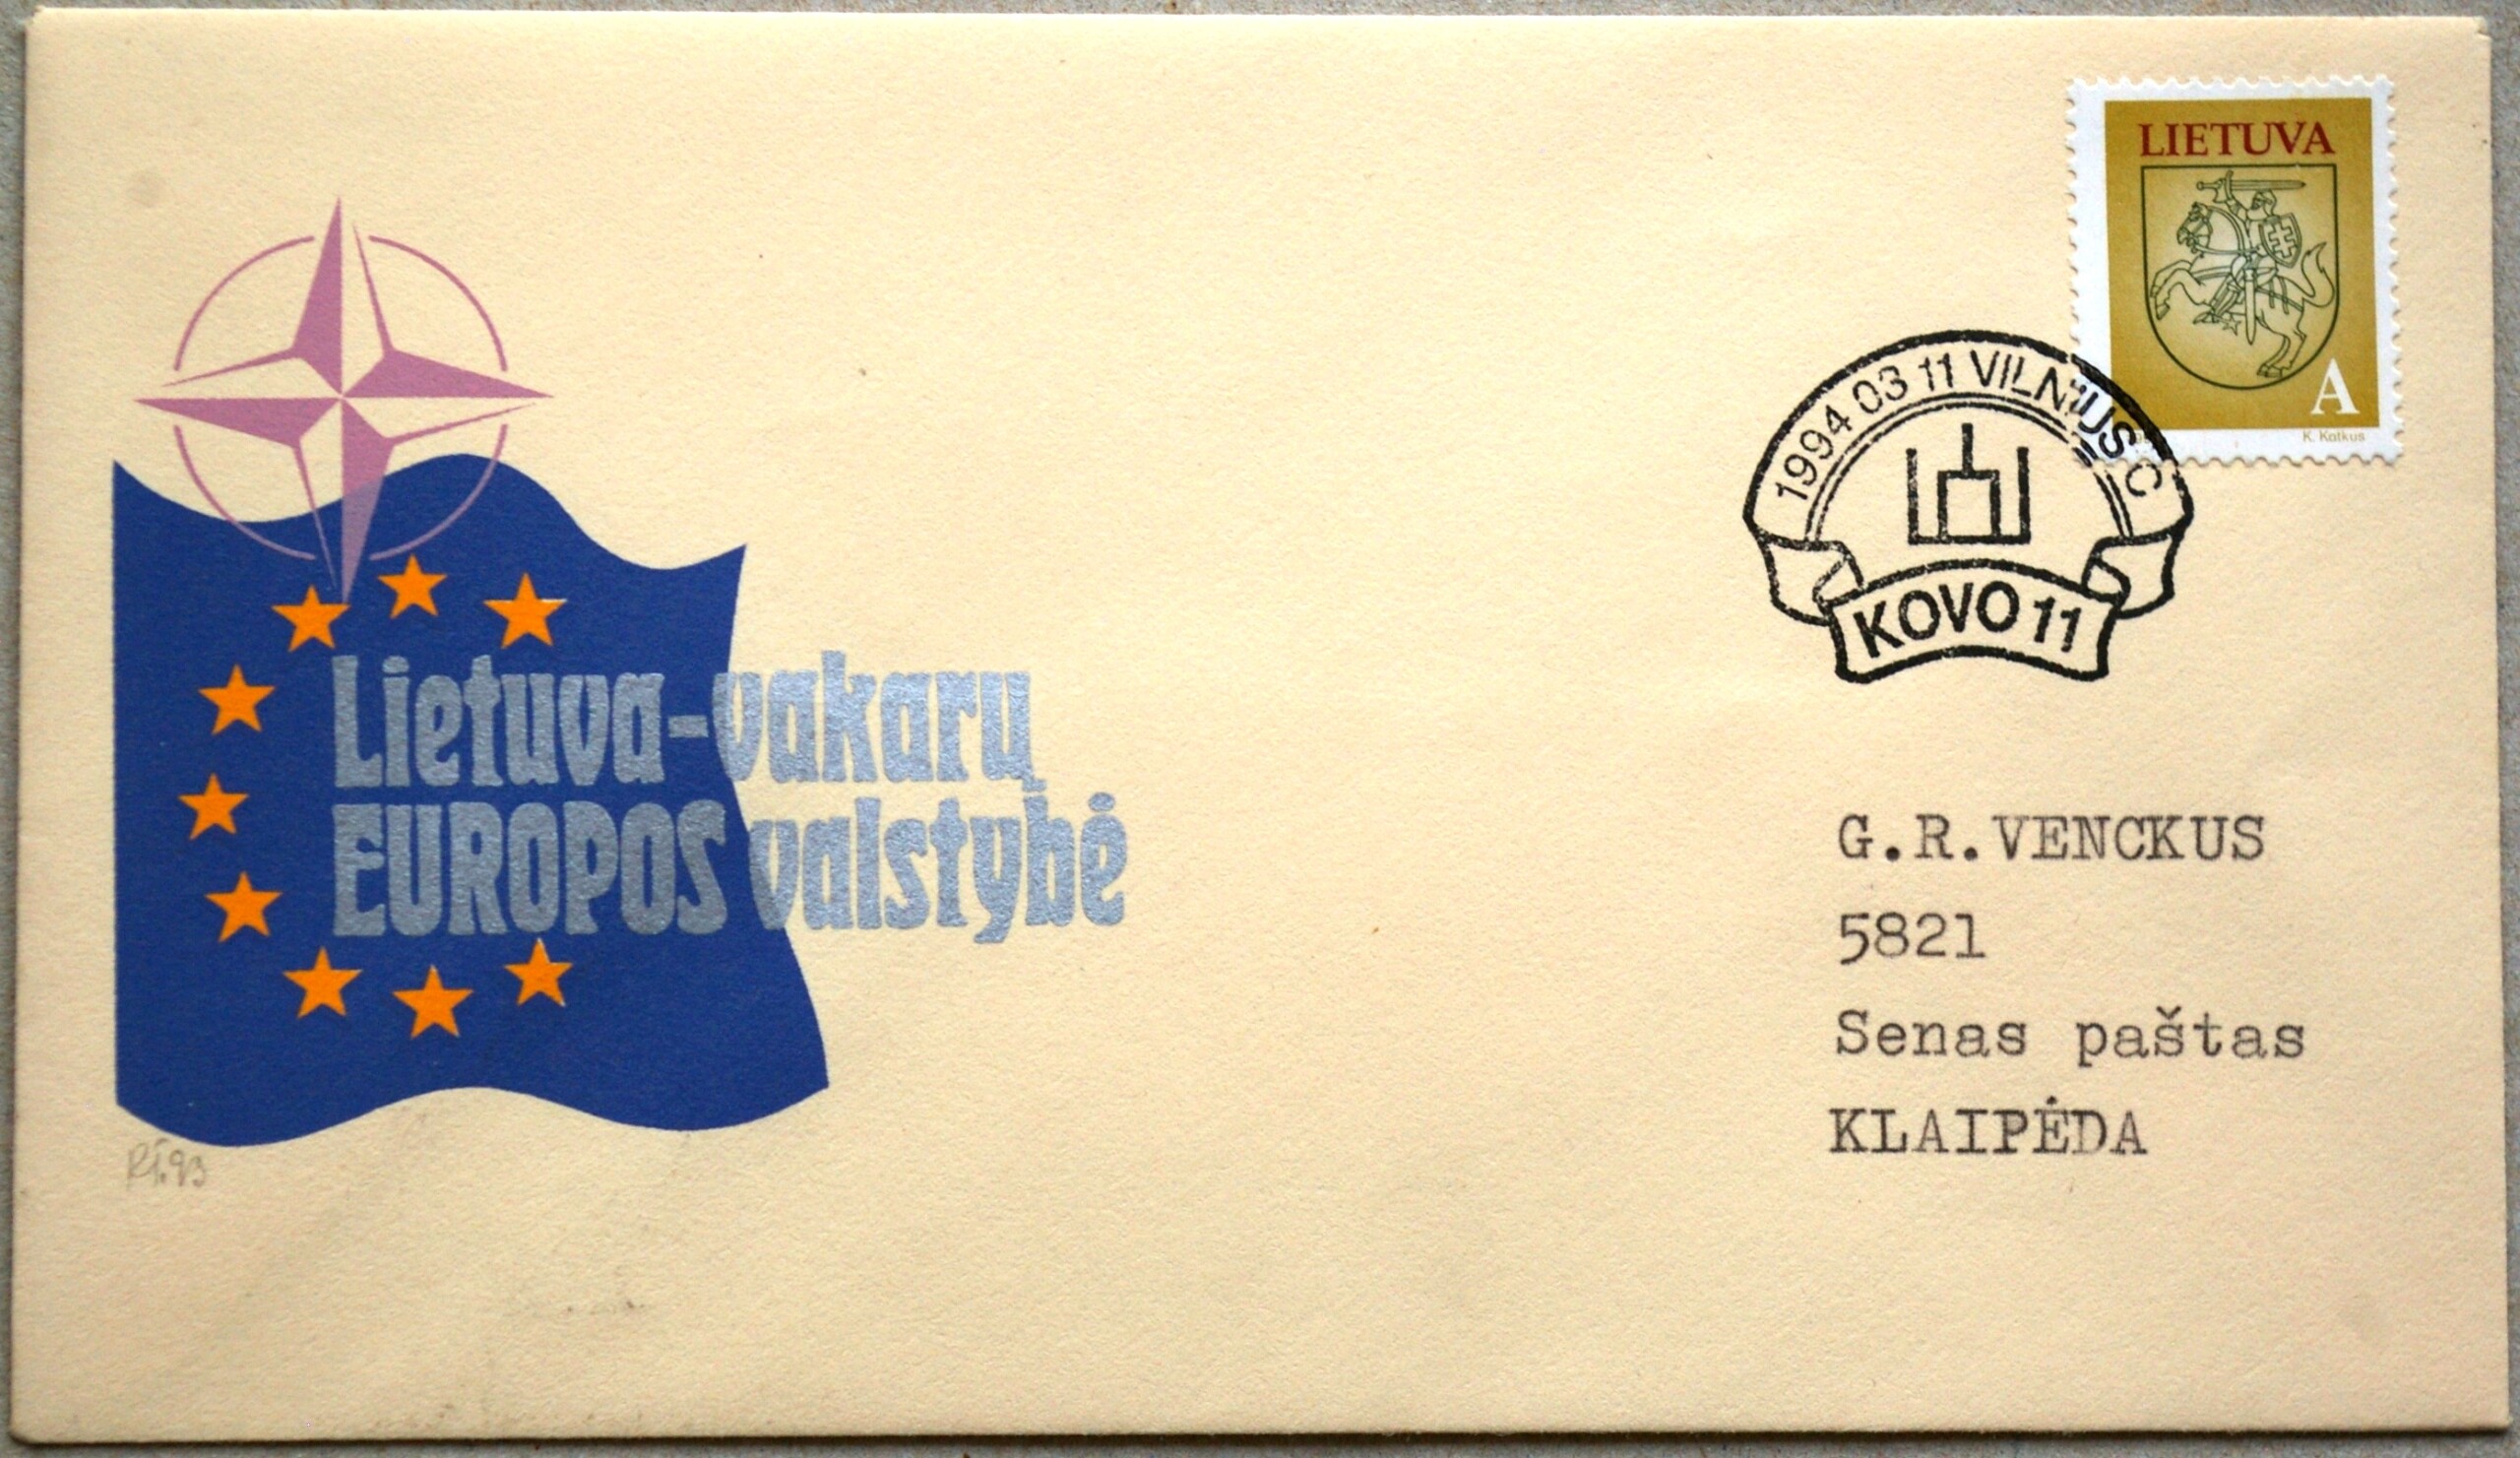 LIETUVA
A
K. Katkus
1994 03 11 VILNIUS C
KOVO 11
Lietuva-vakarų
EUROPOS valstybė
G.R.VENCKUS
5821
Senas paštas
KLAIPĖDA